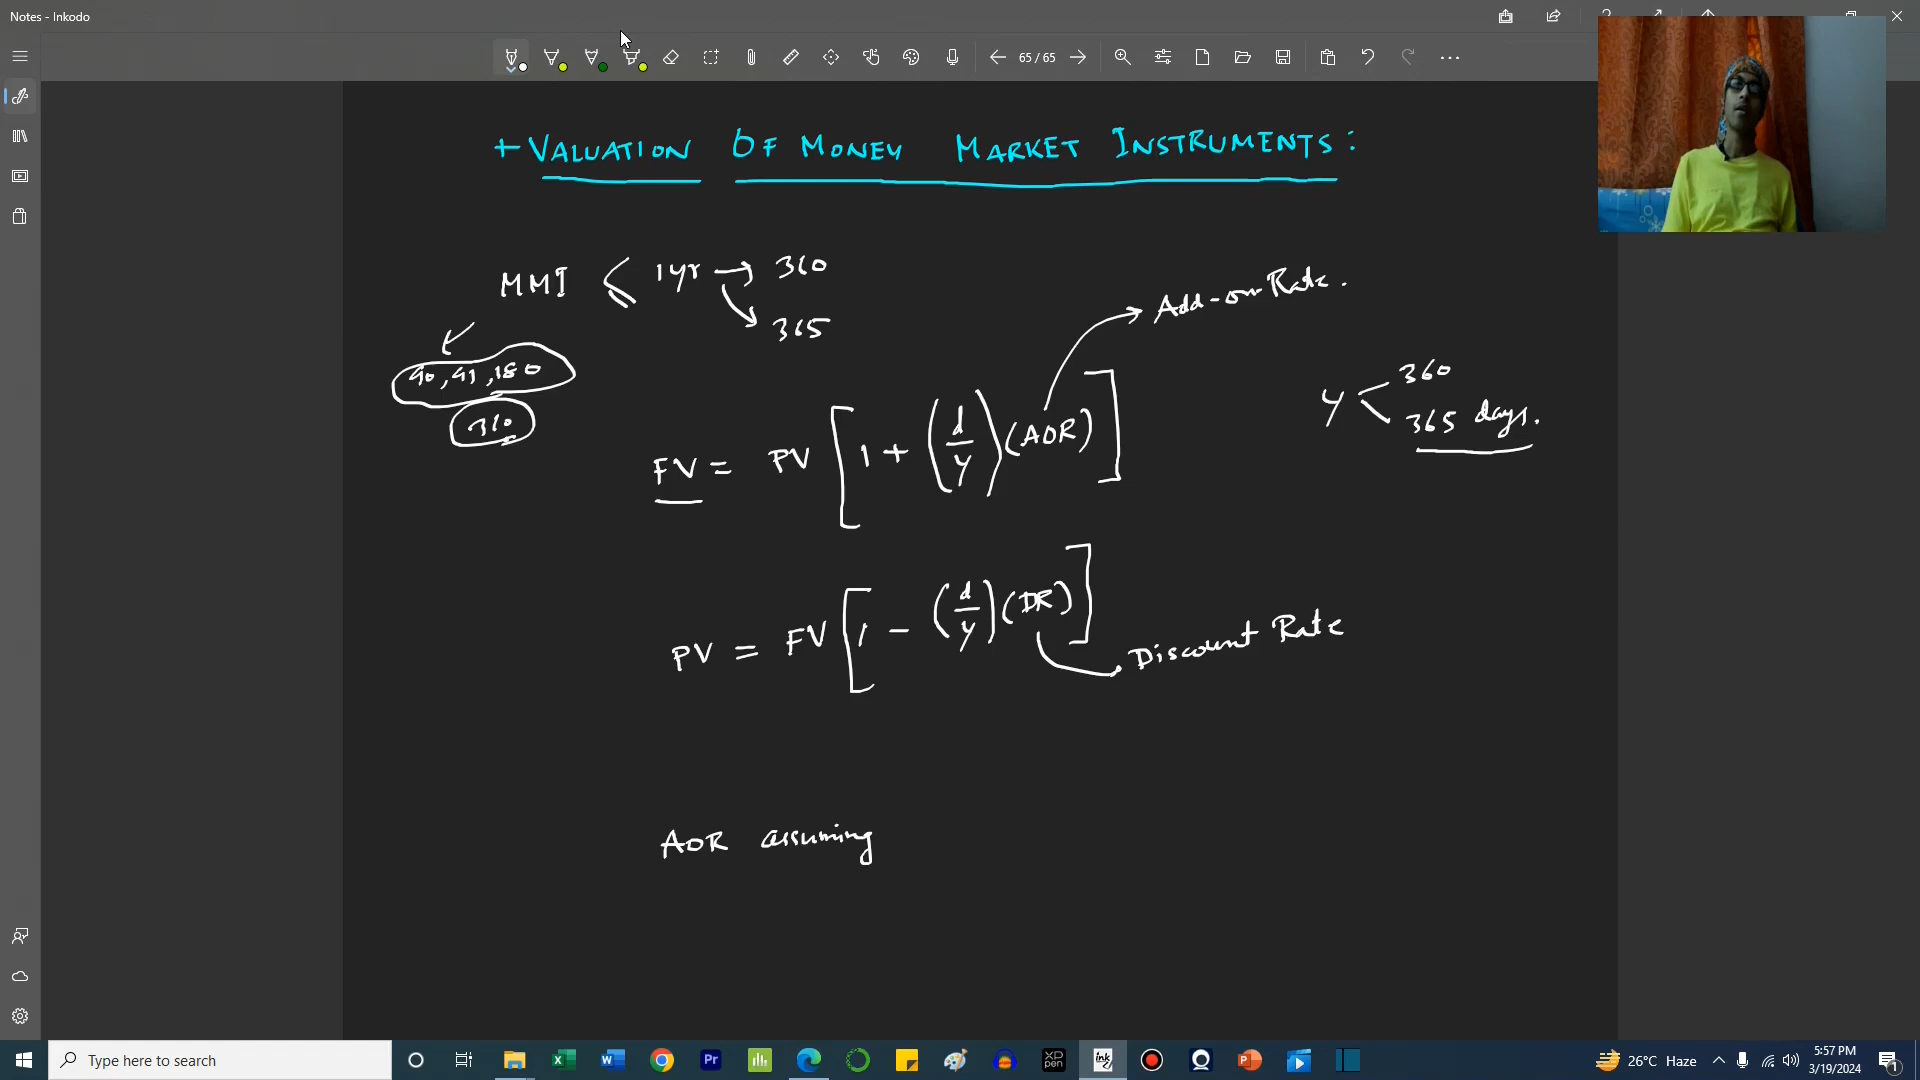 Notes - Inkodo
65 / 65
+ VALUATION OF MONEY MARKET INSTRUMENTS:
MMI ≤ 1yr → 360
365
90, 91, 180
360
Add-on-Rate.
Y 360
365 days.
FV = PV [1 + (d/Y)(AOR)]
PV = FV [1 - (d/Y)(DR)]
Discount Rate
AOR assuming
Type here to search
26°C Haze
5:57 PM
3/19/2024